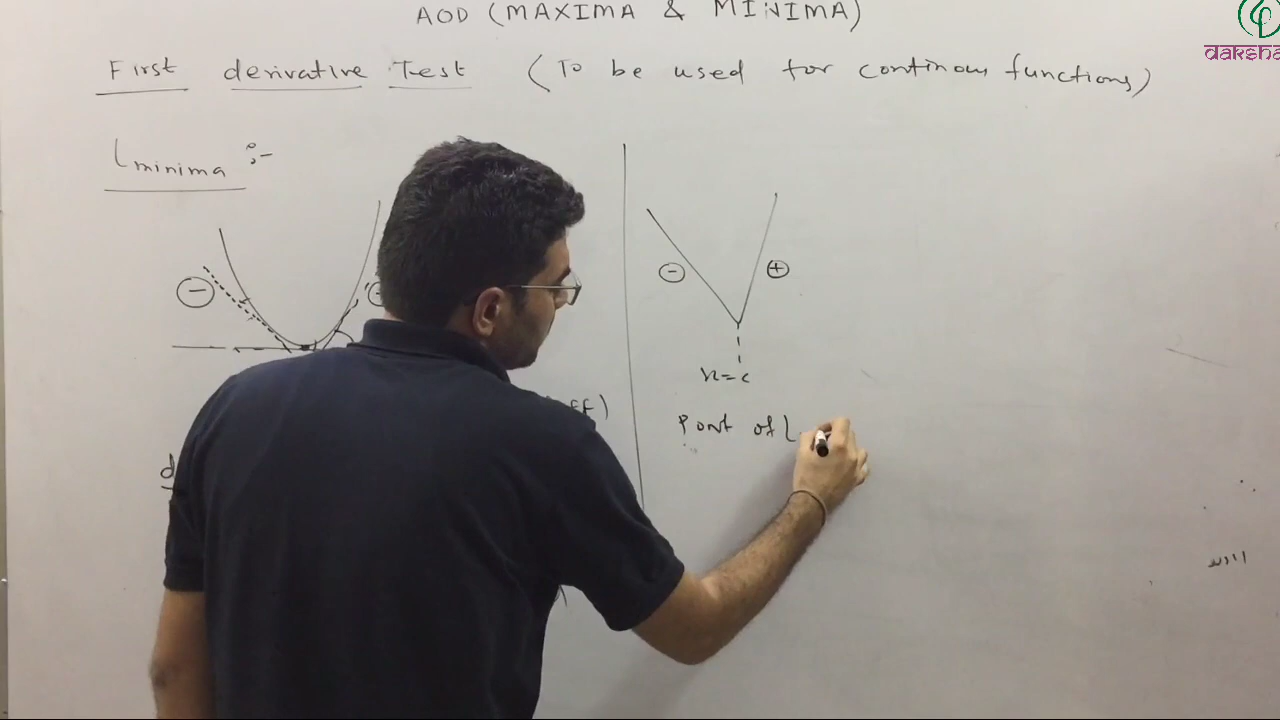 AOD (MAXIMA & MINIMA)
daksha
First derivative Test (To be used for continous functions)
Lminima :-
⊖
⊖ ⊕
x=c
Point of L